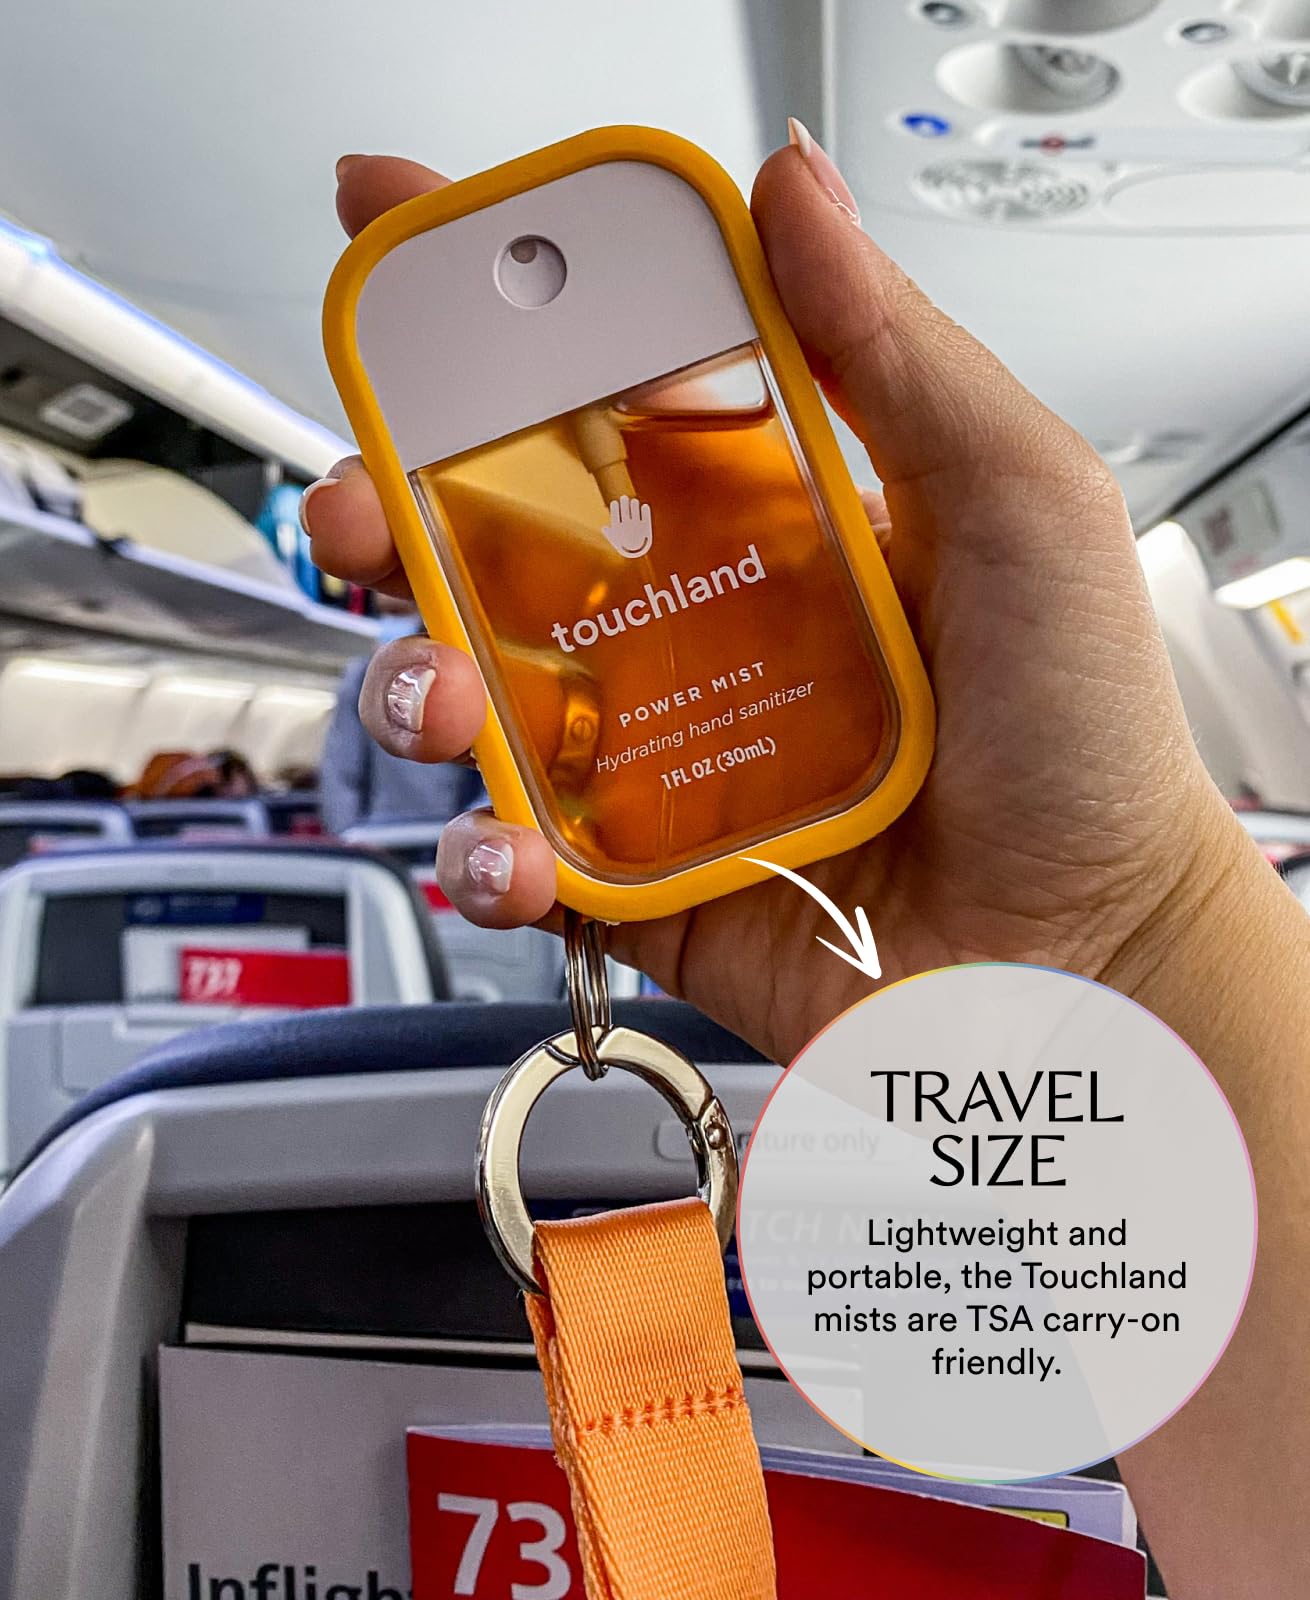 touchland
POWER MIST
Hydrating hand sanitizer
1 FL OZ (30mL)
TRAVEL
SIZE
Lightweight and
portable, the Touchland
mists are TSA carry-on
friendly.
737
only
73